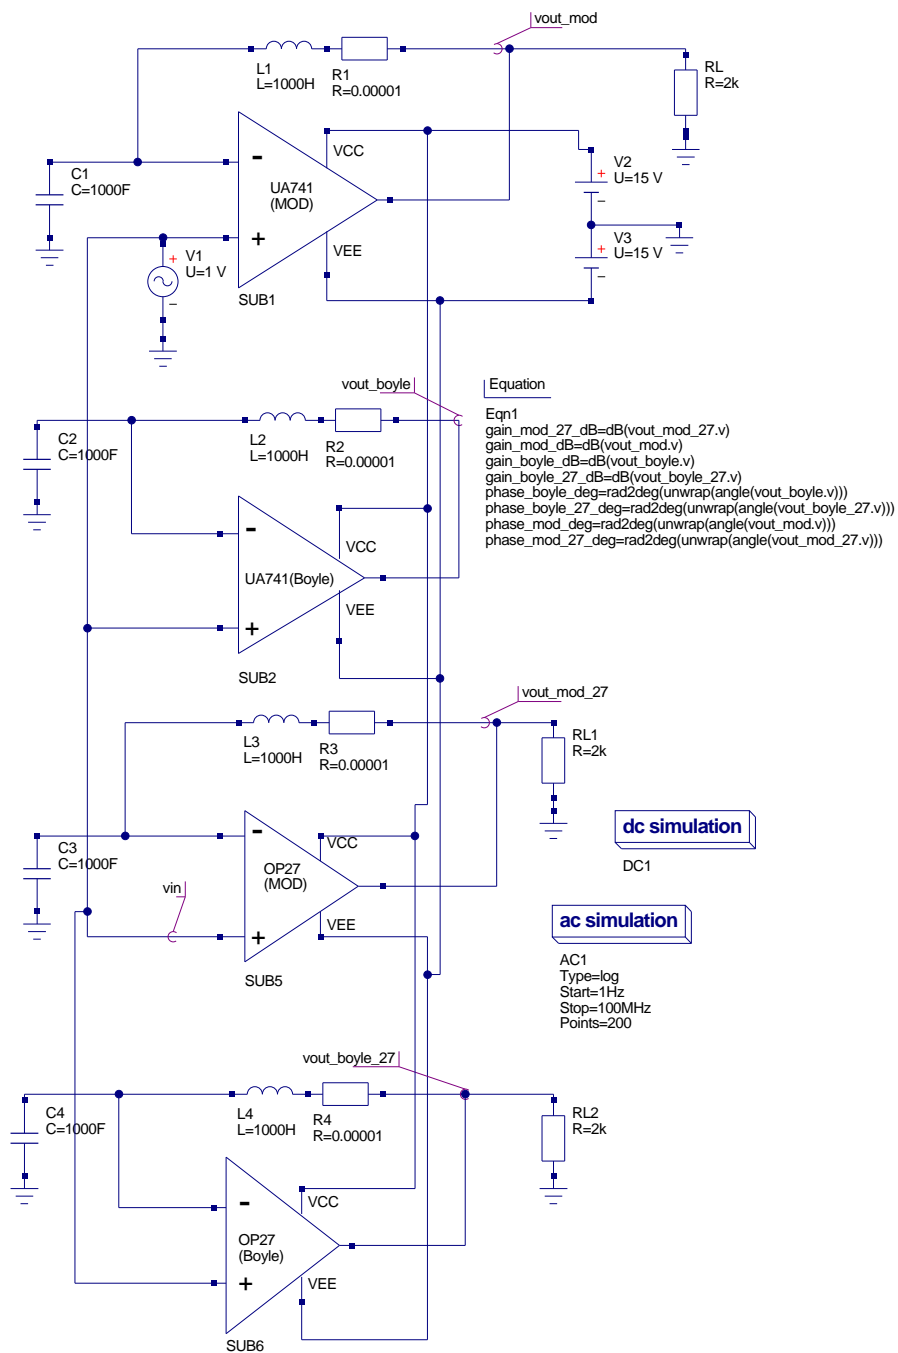 vout_mod
L1
L=1000H
R1
R=0.00001
RL
R=2k
C1
C=1000F
-
UA741
(MOD)
+
VCC
VEE
SUB1
V1
U=1 V
+
-
V2
U=15 V
+
-
V3
U=15 V
+
-
vout_boyle
L2
L=1000H
R2
R=0.00001
C2
C=1000F
-
UA741(Boyle)
+
VCC
VEE
SUB2
Equation
Eqn1
gain_mod_27_dB=dB(vout_mod_27.v)
gain_mod_dB=dB(vout_mod.v)
gain_boyle_dB=dB(vout_boyle.v)
gain_boyle_27_dB=dB(vout_boyle_27.v)
phase_boyle_deg=rad2deg(unwrap(angle(vout_boyle.v)))
phase_boyle_27_deg=rad2deg(unwrap(angle(vout_boyle_27.v)))
phase_mod_deg=rad2deg(unwrap(angle(vout_mod.v)))
phase_mod_27_deg=rad2deg(unwrap(angle(vout_mod_27.v)))
vout_mod_27
L3
L=1000H
R3
R=0.00001
RL1
R=2k
C3
C=1000F
-
OP27
(MOD)
+
VCC
VEE
SUB5
vin
dc simulation
DC1
ac simulation
AC1
Type=log
Start=1Hz
Stop=100MHz
Points=200
vout_boyle_27
L4
L=1000H
R4
R=0.00001
RL2
R=2k
C4
C=1000F
-
OP27
(Boyle)
+
VCC
VEE
SUB6